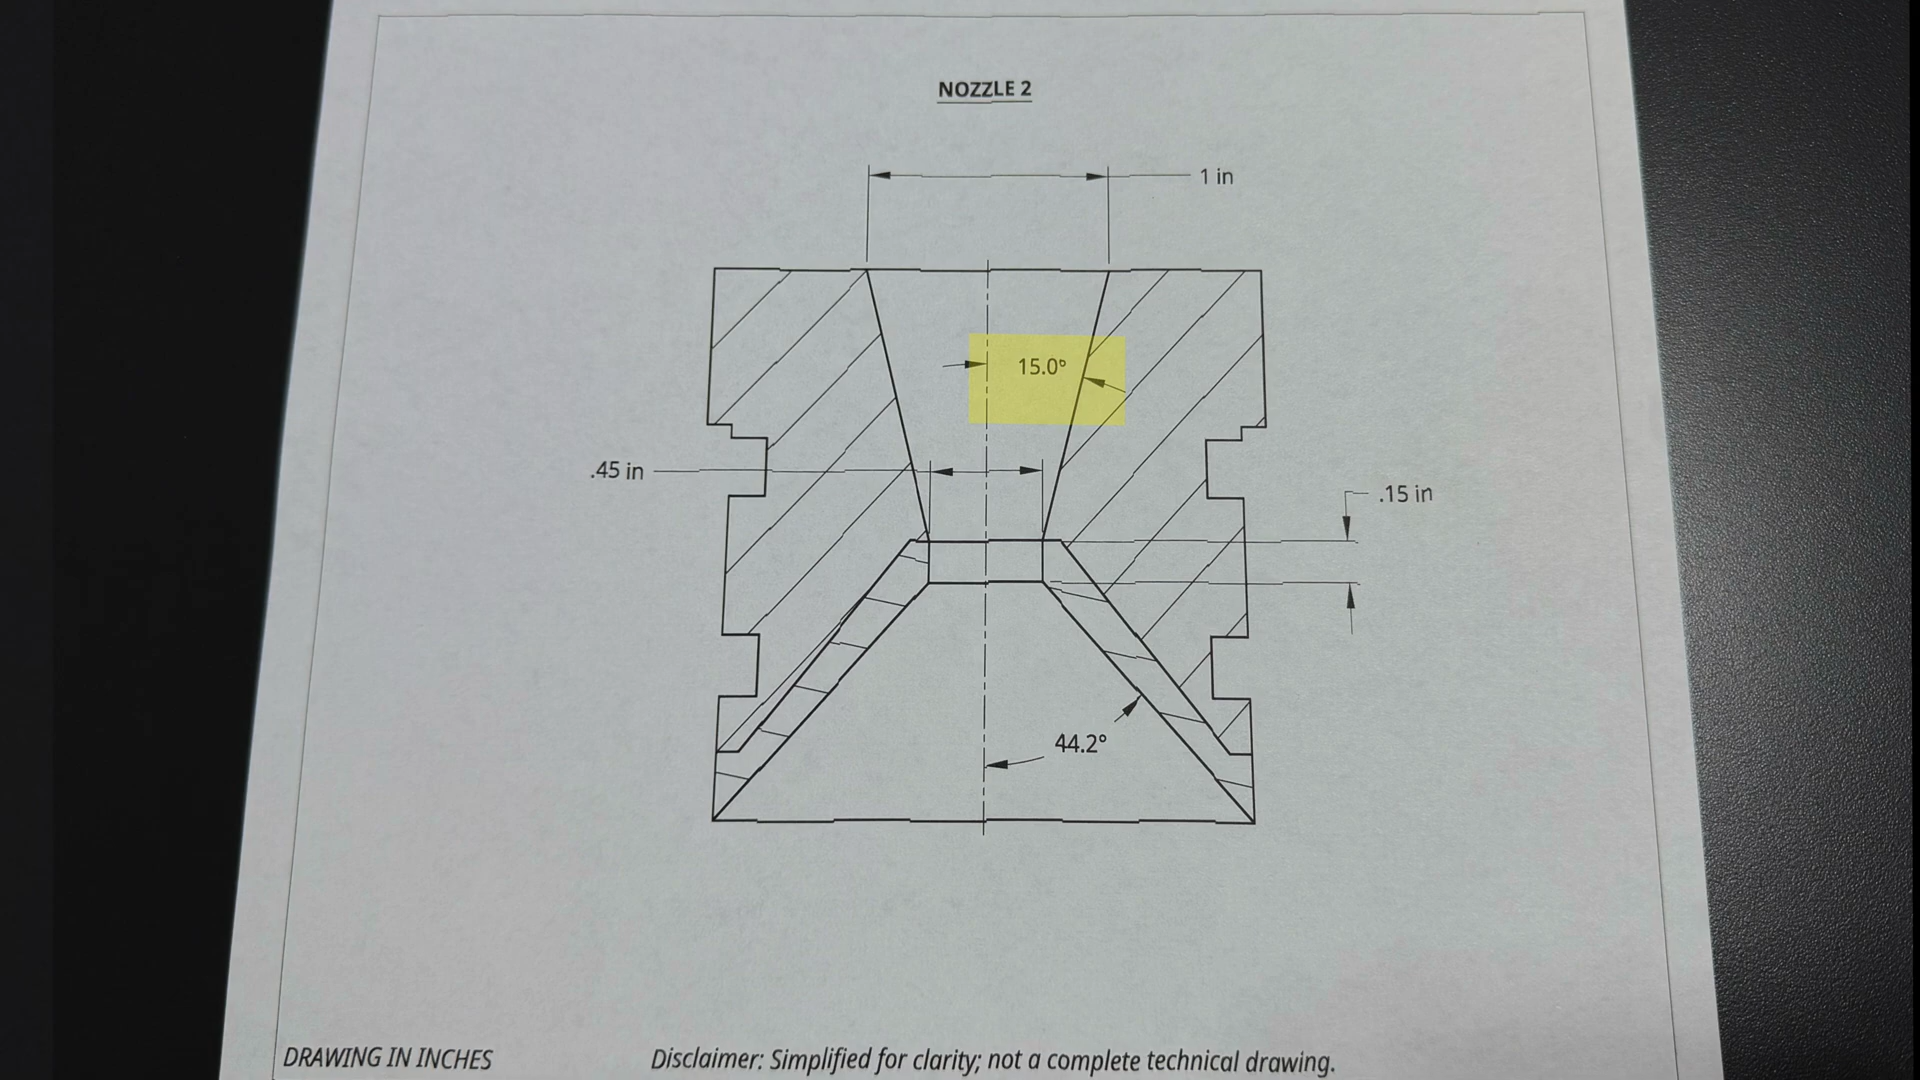 NOZZLE 2
1 in
15.0°
.45 in
.15 in
44.2°
DRAWING IN INCHES
Disclaimer: Simplified for clarity; not a complete technical drawing.